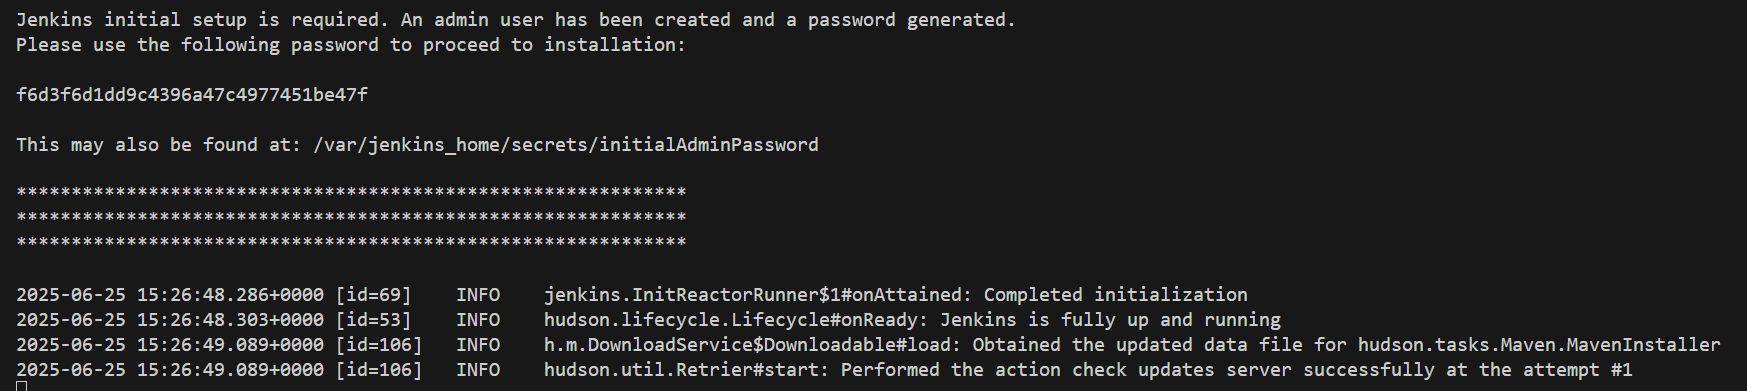 Jenkins initial setup is required. An admin user has been created and a password generated.
Please use the following password to proceed to installation:
f6d3f6d1dd9c4396a47c4977451be47f
This may also be found at: /var/jenkins_home/secrets/initialAdminPassword
*************************************************************
*************************************************************
*************************************************************
2025-06-25 15:26:48.286+0000 [id=69]    INFO    jenkins.InitReactorRunner$1#onAttained: Completed initialization
2025-06-25 15:26:48.303+0000 [id=53]    INFO    hudson.lifecycle.Lifecycle#onReady: Jenkins is fully up and running
2025-06-25 15:26:49.089+0000 [id=106]   INFO    h.m.DownloadService$Downloadable#load: Obtained the updated data file for hudson.tasks.Maven.MavenInstaller
2025-06-25 15:26:49.089+0000 [id=106]   INFO    hudson.util.Retrier#start: Performed the action check updates server successfully at the attempt #1